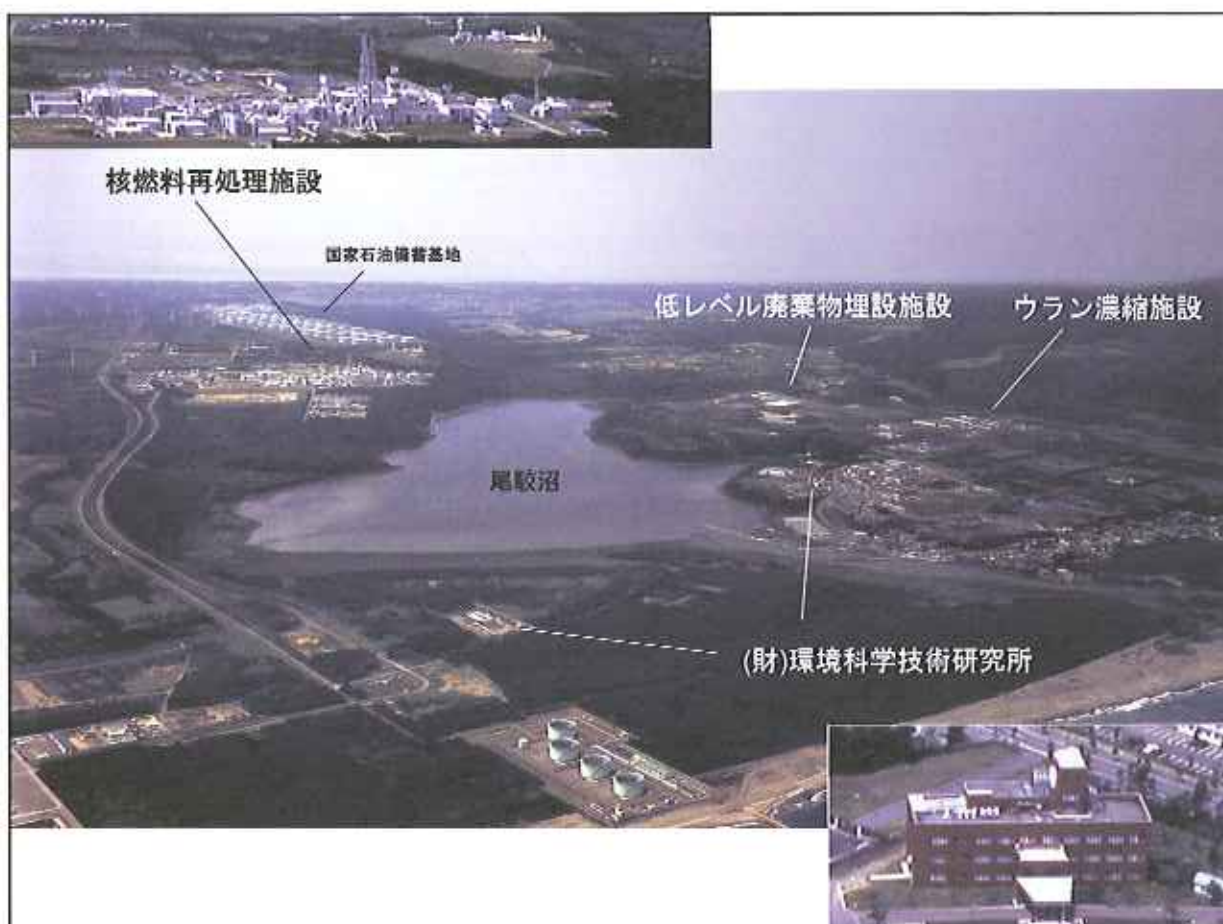 核燃料再処理施設
国家石油備蓄基地
低レベル廃棄物埋設施設
ウラン濃縮施設
尾駮沼
(財)環境科学技術研究所